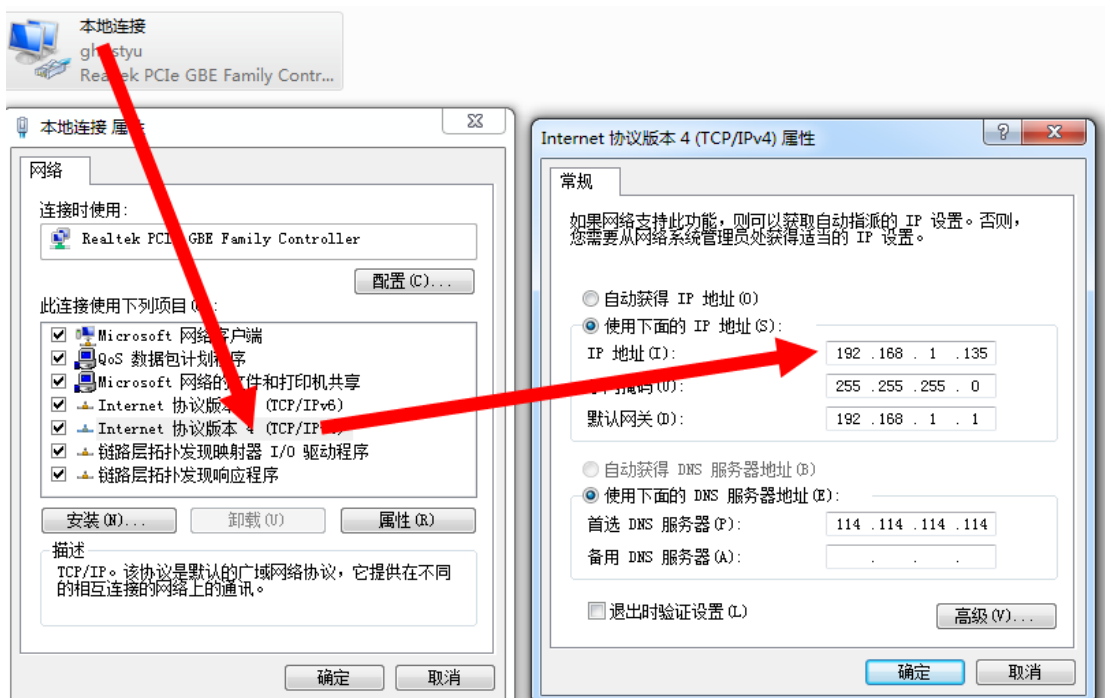 本地连接
Realtek PCIe GBE Family Contr...
本地连接
网络
连接时使用:
Realtek GBE Family Controller
配置(C)...
此连接使用下列项目
Microsoft 网络客户端
QoS 数据包计划程序
Microsoft 网络的文件和打印机共享
Internet 协议版本 (TCP/IPv6)
Internet 协议版本 4 (TCP/IPv4)
链路层拓扑发现映射器 I/O 驱动程序
链路层拓扑发现响应程序
安装(N)...
卸载(U)
属性(R)
描述
TCP/IP。该协议是默认的广域网络协议，它提供在不同
的相互连接的网络上的通讯。
确定
取消
Internet 协议版本 4 (TCP/IPv4) 属性
常规
如果网络支持此功能，则可以获取自动指派的 IP 设置。否则，
您需要从网络系统管理员处获得适当的 IP 设置。
自动获得 IP 地址(O)
使用下面的 IP 地址(S):
IP 地址(I): 192 .168 . 1 .135
(U): 255 .255 .255 . 0
默认网关(D): 192 .168 . 1 . 1
自动获得 DNS 服务器地址(B)
使用下面的 DNS 服务器地址(E):
首选 DNS 服务器(P): 114 .114 .114 .114
备用 DNS 服务器(A): . . .
退出时验证设置(L)
高级(V)...
确定
取消